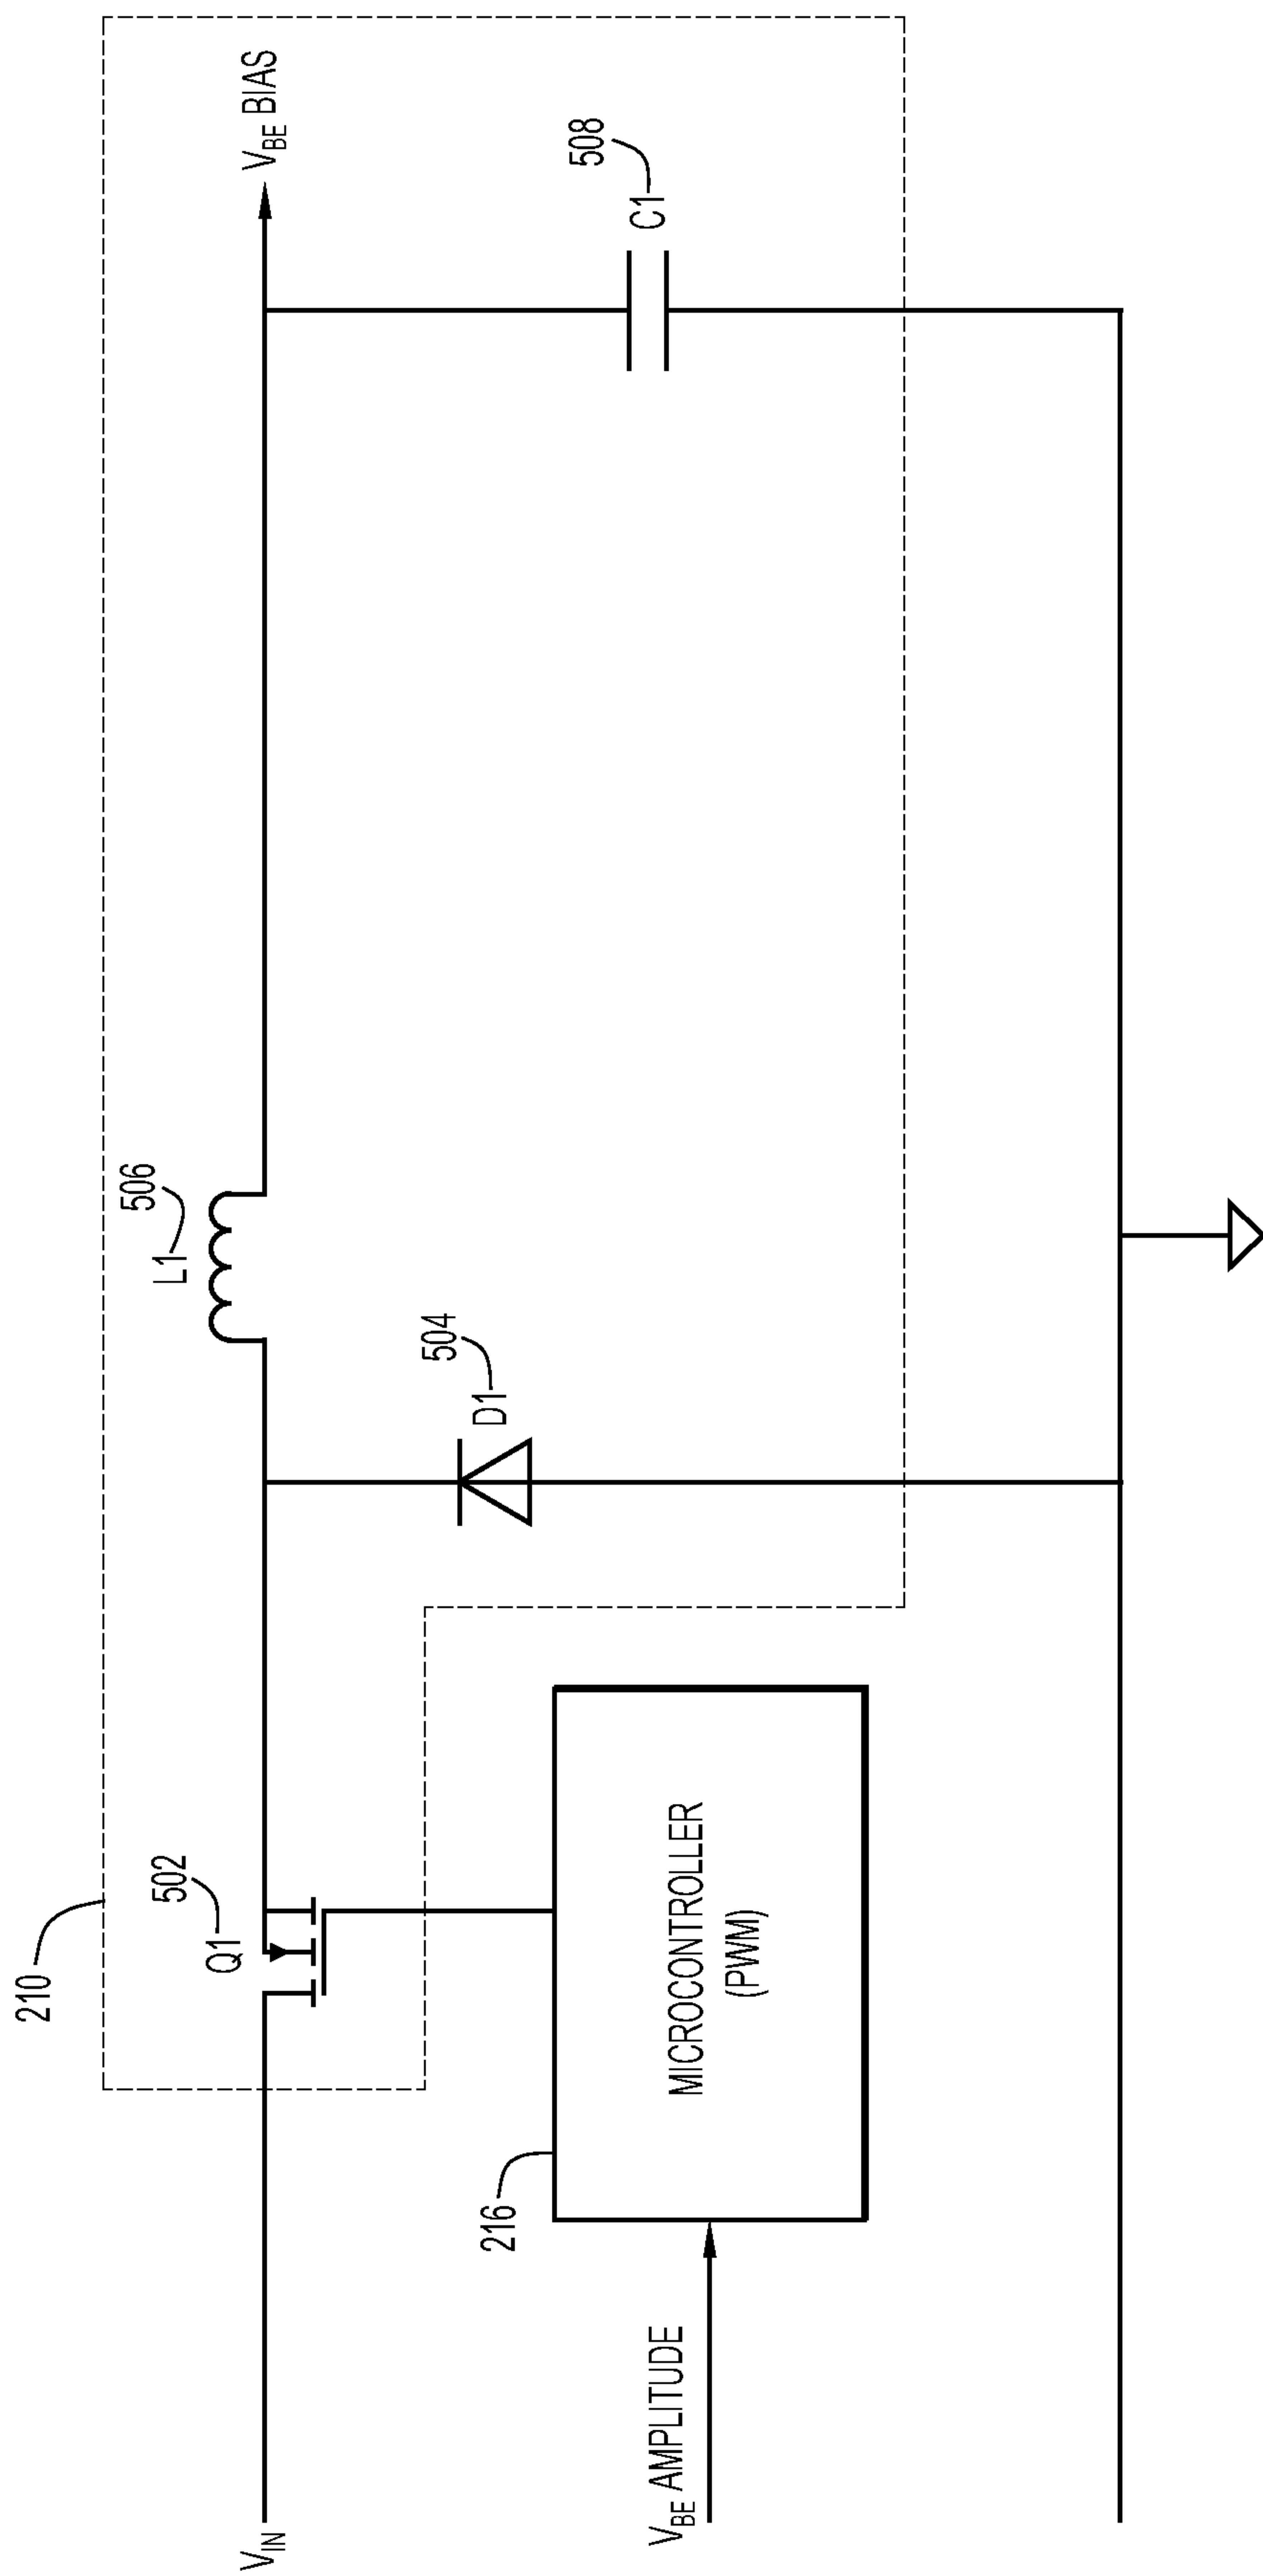 210
502
Q1
506
L1
V_BE BIAS
V_IN
504
D1
508
C1
216
MICROCONTROLLER
(PWM)
V_BE AMPLITUDE